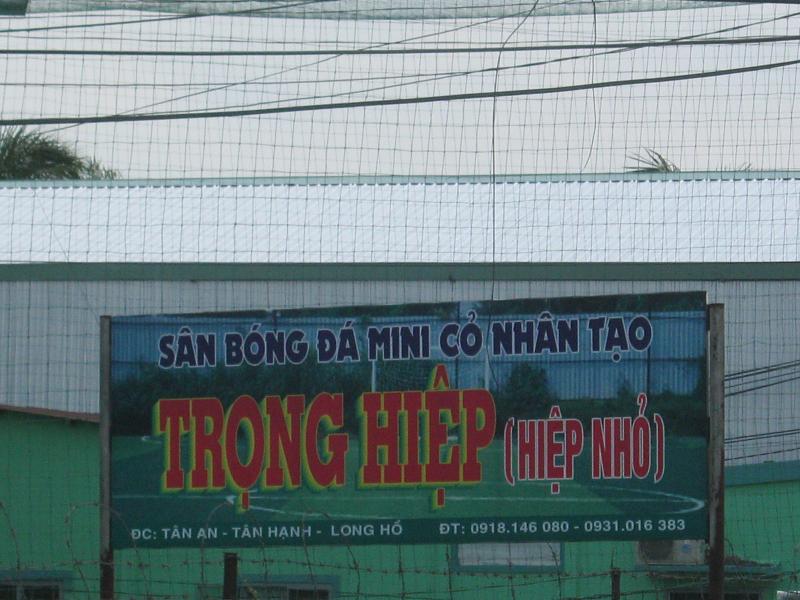 SÂN BÓNG ĐÁ MINI CỎ NHÂN TẠO
TRỌNG HIỆP (HIỆP NHỎ)
ĐC: TÂN AN - TÂN HẠNH - LONG HỒ ĐT: 0918.146 080 - 0931.016 383